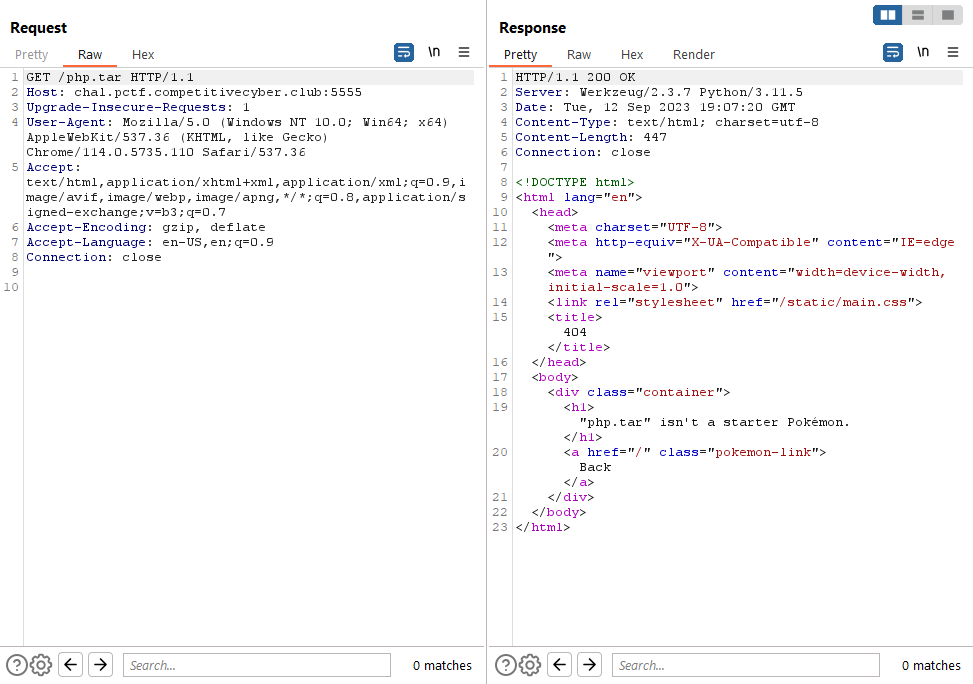 Request
Pretty Raw Hex \n
1 GET /php.tar HTTP/1.1
2 Host: chal.pctf.competitivecyber.club:5555
3 Upgrade-Insecure-Requests: 1
4 User-Agent: Mozilla/5.0 (Windows NT 10.0; Win64; x64)
AppleWebKit/537.36 (KHTML, like Gecko)
Chrome/114.0.5735.110 Safari/537.36
5 Accept:
text/html,application/xhtml+xml,application/xml;q=0.9,i
mage/avif,image/webp,image/apng,*/*;q=0.8,application/s
igned-exchange;v=b3;q=0.7
6 Accept-Encoding: gzip, deflate
7 Accept-Language: en-US,en;q=0.9
8 Connection: close
9
10
? Search... 0 matches
Response
Pretty Raw Hex Render \n
1 HTTP/1.1 200 OK
2 Server: Werkzeug/2.3.7 Python/3.11.5
3 Date: Tue, 12 Sep 2023 19:07:20 GMT
4 Content-Type: text/html; charset=utf-8
5 Content-Length: 447
6 Connection: close
7
8 <!DOCTYPE html>
9 <html lang="en">
10 <head>
11 <meta charset="UTF-8">
12 <meta http-equiv="X-UA-Compatible" content="IE=edge
">
13 <meta name="viewport" content="width=device-width,
initial-scale=1.0">
14 <link rel="stylesheet" href="/static/main.css">
15 <title>
404
</title>
16 </head>
17 <body>
18 <div class="container">
19 <h1>
"php.tar" isn't a starter Pokémon.
</h1>
20 <a href="/" class="pokemon-link">
Back
</a>
21 </div>
22 </body>
23 </html>
? Search... 0 matches